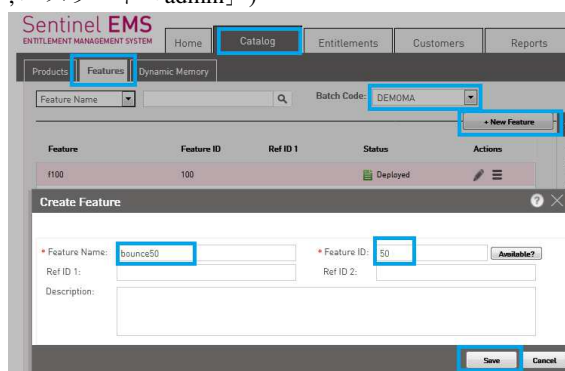 admin」)
Sentinel EMS
ENTITLEMENT MANAGEMENT SYSTEM
Home Catalog Entitlements Customers Reports
Products Features Dynamic Memory
Feature Name Batch Code: DEMOMA
+ New Feature
Feature Feature ID Ref ID 1 Status Actions
f100 100 Deployed
Create Feature ?
* Feature Name: bounce50 * Feature ID: 50 Available?
Ref ID 1: Ref ID 2:
Description:
Save Cancel